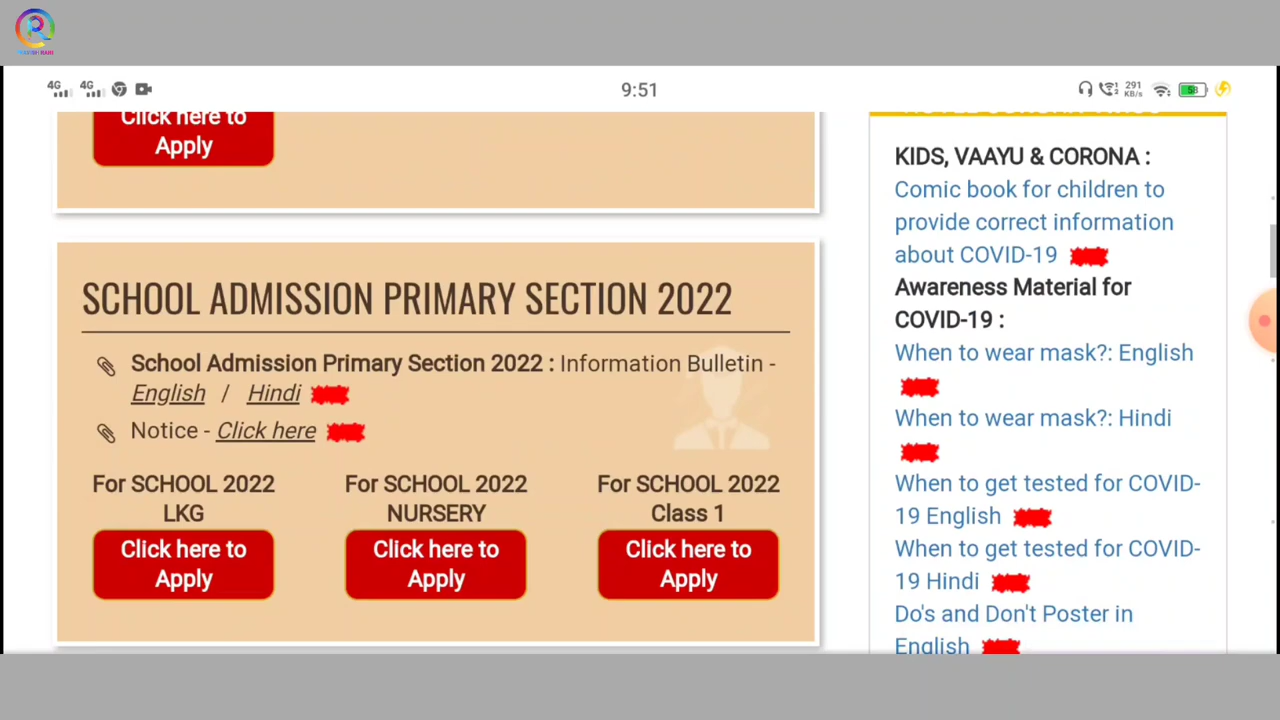 4G 4G 9:51 291 KB/s 58
Click here to
Apply
SCHOOL ADMISSION PRIMARY SECTION 2022
School Admission Primary Section 2022 : Information Bulletin -
English / Hindi
Notice - Click here
For SCHOOL 2022
LKG
Click here to
Apply
For SCHOOL 2022
NURSERY
Click here to
Apply
For SCHOOL 2022
Class 1
Click here to
Apply
KIDS, VAAYU & CORONA :
Comic book for children to
provide correct information
about COVID-19
Awareness Material for
COVID-19 :
When to wear mask?: English
When to wear mask?: Hindi
When to get tested for COVID-
19 English
When to get tested for COVID-
19 Hindi
Do's and Don't Poster in
English